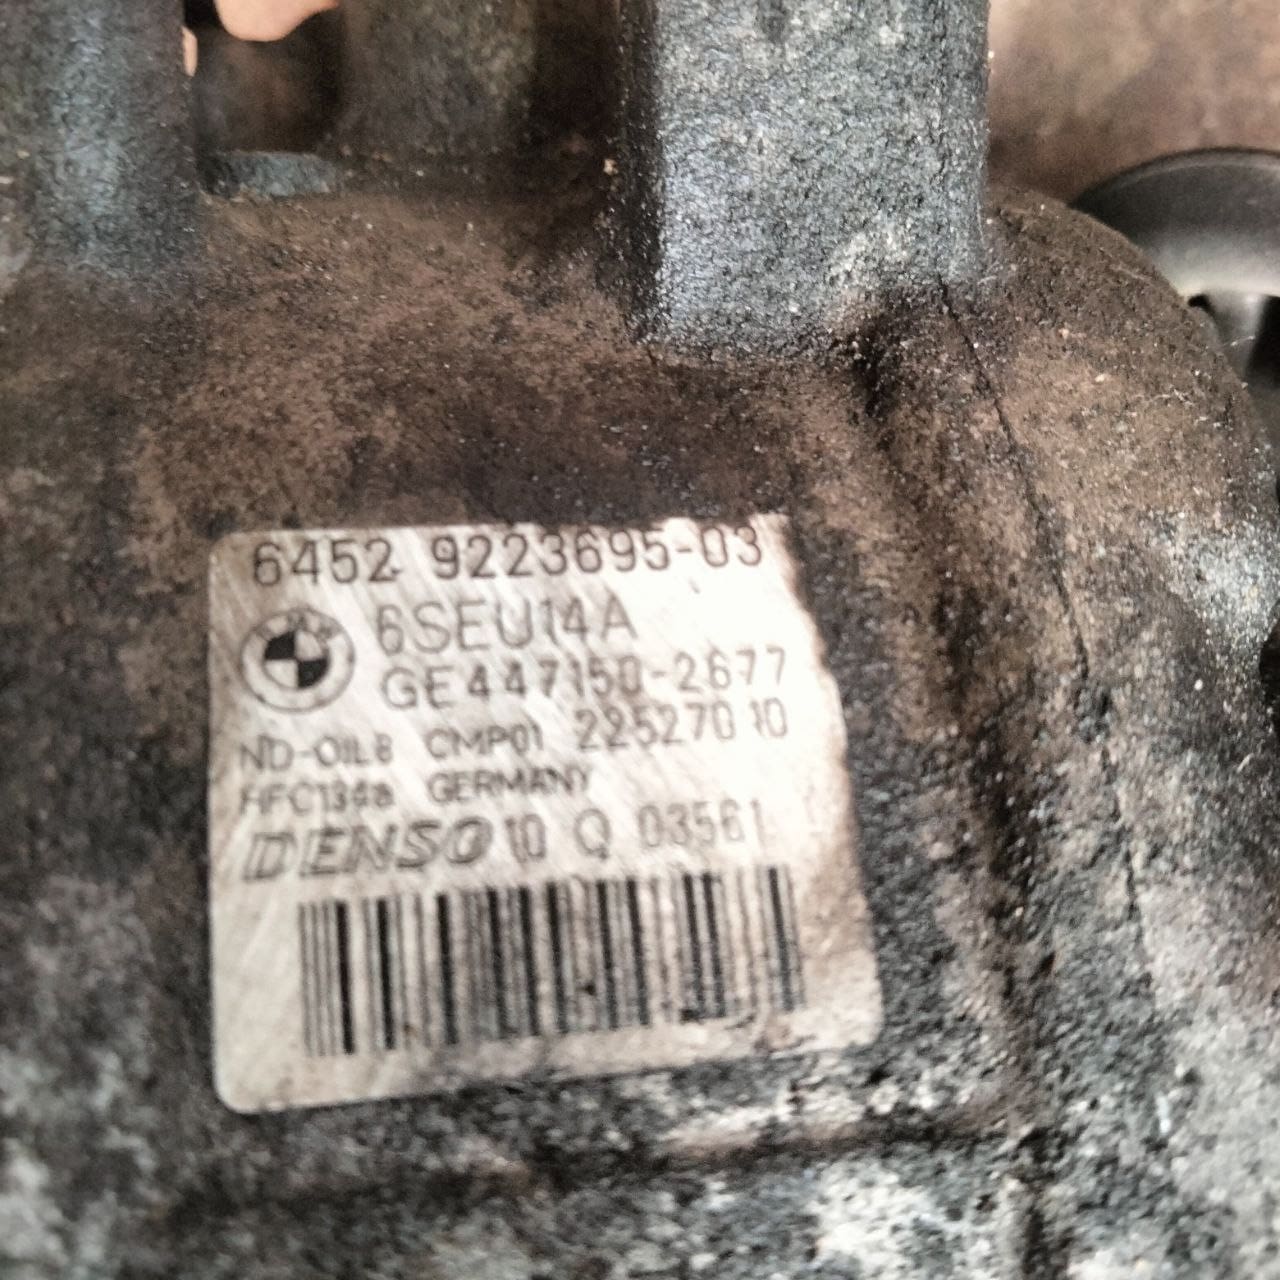 6452 9223695-03
6SEU14A
GE447150-2677
ND-OIL8 CMP01 22527010
HFC134a GERMANY
DENSO 10 Q 03561